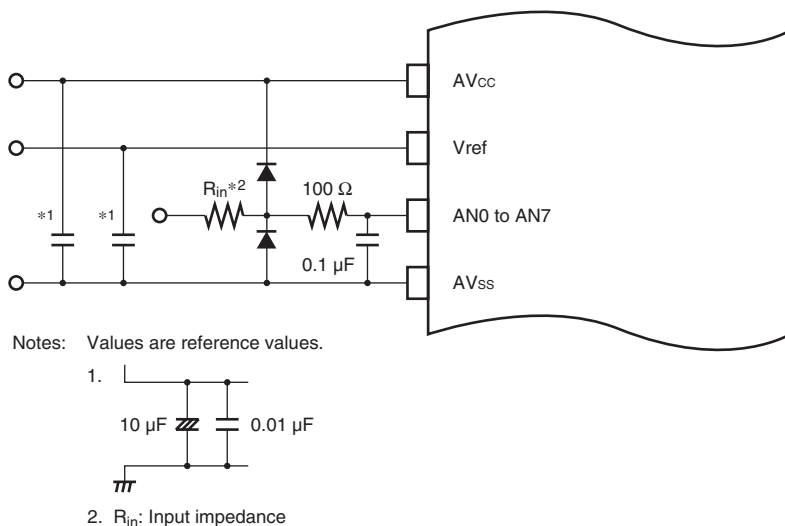 AVCC
Vref
Rin*2
100 Ω
*1
*1
AN0 to AN7
0.1 µF
AVSS
Notes: Values are reference values.
1.
10 µF
0.01 µF
2. Rin: Input impedance